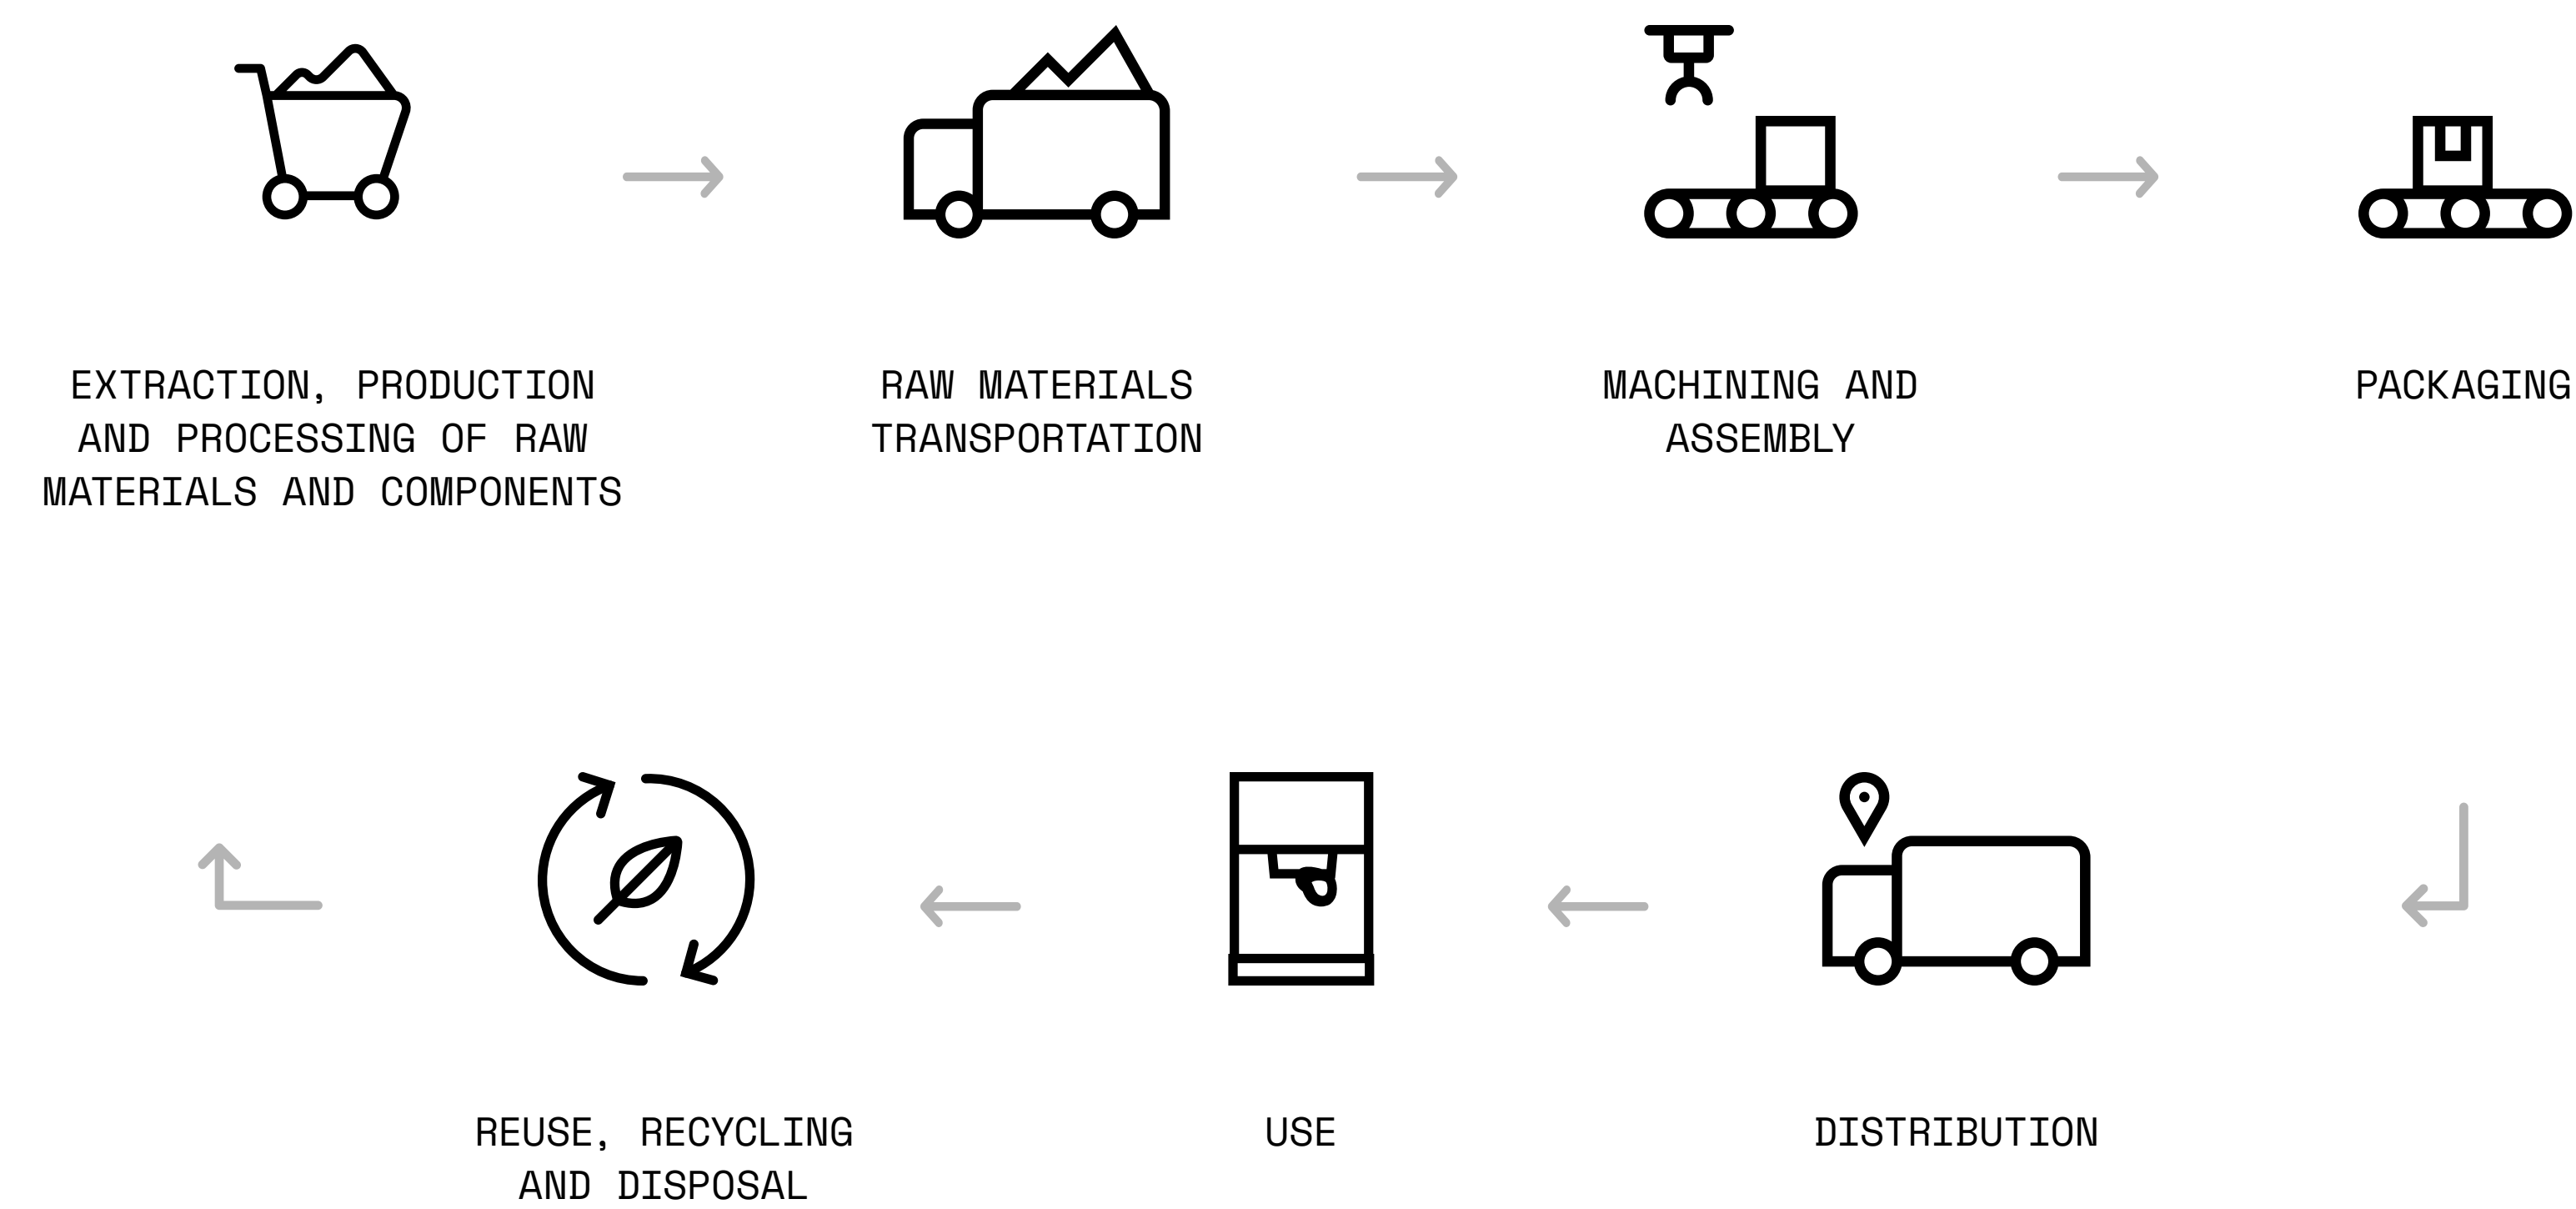 EXTRACTION, PRODUCTION
AND PROCESSING OF RAW
MATERIALS AND COMPONENTS
RAW MATERIALS
TRANSPORTATION
MACHINING AND
ASSEMBLY
PACKAGING
REUSE, RECYCLING
AND DISPOSAL
USE
DISTRIBUTION